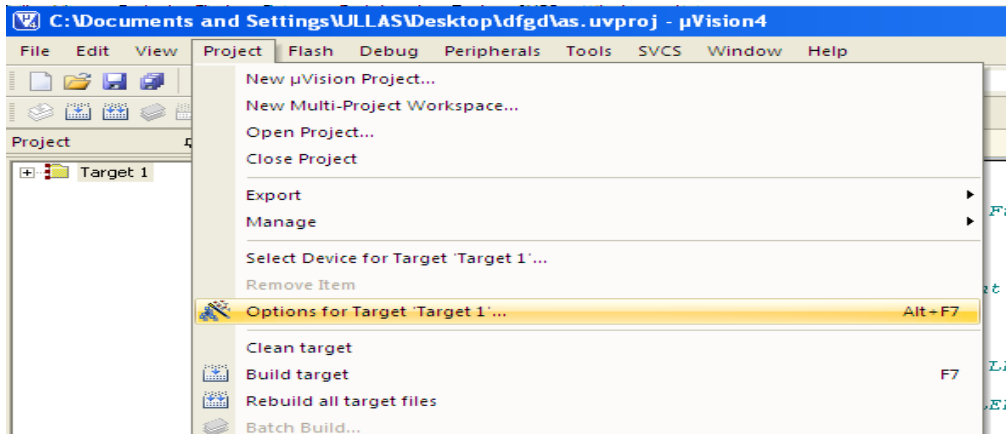 C:\Documents and Settings\ULLAS\Desktop\dfgd\as.uvproj - µVision4
File Edit View Project Flash Debug Peripherals Tools SVCS Window Help
New µVision Project...
New Multi-Project Workspace...
Open Project...
Close Project
Project
Target 1
Export
Manage
Select Device for Target 'Target 1'...
Remove Item
Options for Target 'Target 1'... Alt+F7
Clean target
Build target F7
Rebuild all target files
Batch Build...